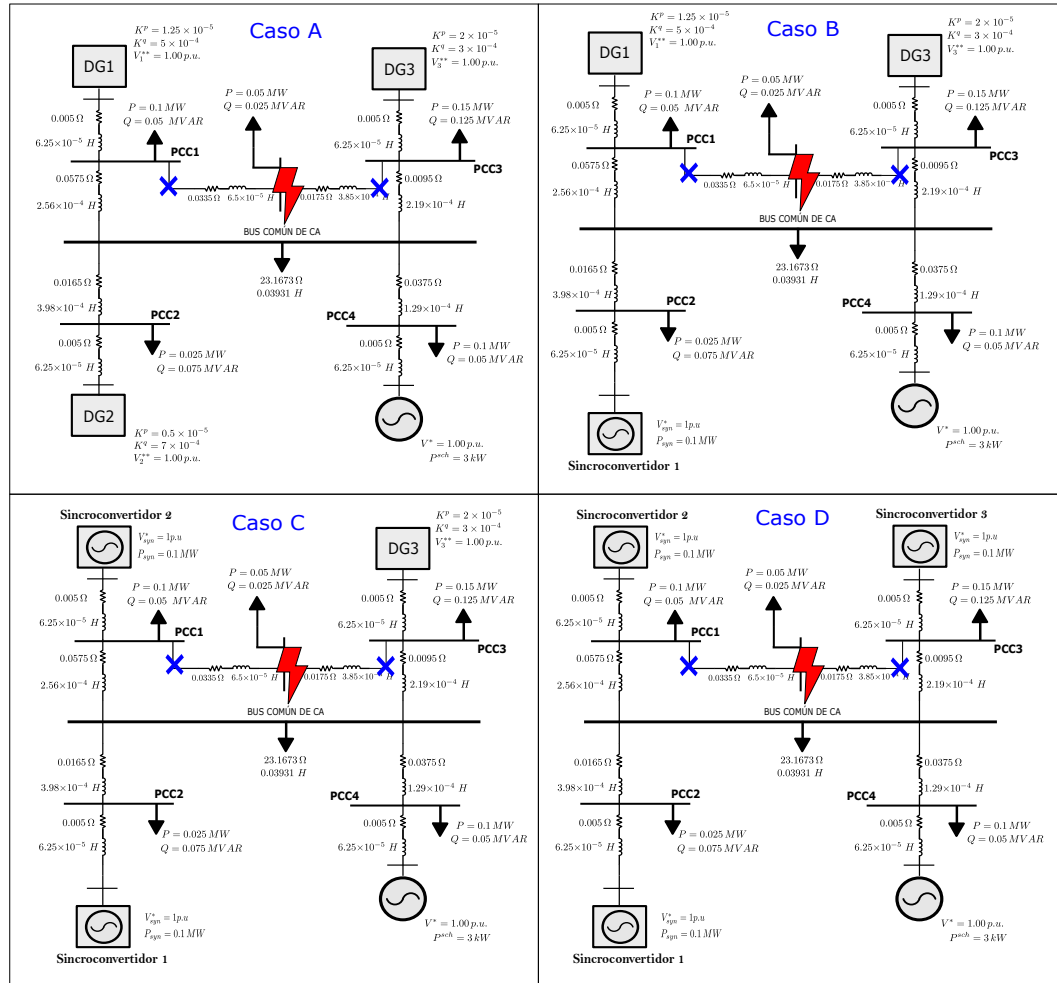 Caso A
K^p = 1.25 × 10^-5
K^q = 5 × 10^-4
V_1^** = 1.00 p.u.
DG1
K^p = 2 × 10^-5
K^q = 3 × 10^-4
V_3^** = 1.00 p.u.
DG3
P = 0.1 MW
Q = 0.05 MVAR
P = 0.05 MW
Q = 0.025 MVAR
P = 0.15 MW
Q = 0.125 MVAR
0.005 Ω
6.25×10^-5 H
0.005 Ω
6.25×10^-5 H
PCC1
PCC3
0.0575 Ω
2.56×10^-4 H
0.0335 Ω
6.5×10^-5 H
0.0175 Ω
3.85×10^-5 H
0.0095 Ω
2.19×10^-4 H
BUS COMÚN DE CA
23.1673 Ω
0.03931 H
0.0165 Ω
3.98×10^-4 H
0.0375 Ω
1.29×10^-4 H
PCC2
PCC4
0.005 Ω
6.25×10^-5 H
P = 0.025 MW
Q = 0.075 MVAR
0.005 Ω
6.25×10^-5 H
P = 0.1 MW
Q = 0.05 MVAR
DG2
K^p = 0.5 × 10^-5
K^q = 7 × 10^-4
V_2^** = 1.00 p.u.
V^* = 1.00 p.u.
P^sch = 3 kW
Caso B
K^p = 1.25 × 10^-5
K^q = 5 × 10^-4
V_1^** = 1.00 p.u.
DG1
K^p = 2 × 10^-5
K^q = 3 × 10^-4
V_3^** = 1.00 p.u.
DG3
P = 0.1 MW
Q = 0.05 MVAR
P = 0.05 MW
Q = 0.025 MVAR
P = 0.15 MW
Q = 0.125 MVAR
0.005 Ω
6.25×10^-5 H
0.005 Ω
6.25×10^-5 H
PCC1
PCC3
0.0575 Ω
2.56×10^-4 H
0.0335 Ω
6.5×10^-5 H
0.0175 Ω
3.85×10^-5 H
0.0095 Ω
2.19×10^-4 H
BUS COMÚN DE CA
23.1673 Ω
0.03931 H
0.0165 Ω
3.98×10^-4 H
0.0375 Ω
1.29×10^-4 H
PCC2
PCC4
0.005 Ω
6.25×10^-5 H
P = 0.025 MW
Q = 0.075 MVAR
0.005 Ω
6.25×10^-5 H
P = 0.1 MW
Q = 0.05 MVAR
V_syn^* = 1p.u
P_syn = 0.1 MW
Sincroconvertidor 1
V^* = 1.00 p.u.
P^sch = 3 kW
Caso C
Sincroconvertidor 2
V_syn^* = 1p.u
P_syn = 0.1 MW
K^p = 2 × 10^-5
K^q = 3 × 10^-4
V_3^** = 1.00 p.u.
DG3
P = 0.1 MW
Q = 0.05 MVAR
P = 0.05 MW
Q = 0.025 MVAR
P = 0.15 MW
Q = 0.125 MVAR
0.005 Ω
6.25×10^-5 H
0.005 Ω
6.25×10^-5 H
PCC1
PCC3
0.0575 Ω
2.56×10^-4 H
0.0335 Ω
6.5×10^-5 H
0.0175 Ω
3.85×10^-5 H
0.0095 Ω
2.19×10^-4 H
BUS COMÚN DE CA
23.1673 Ω
0.03931 H
0.0165 Ω
3.98×10^-4 H
0.0375 Ω
1.29×10^-4 H
PCC2
PCC4
0.005 Ω
6.25×10^-5 H
P = 0.025 MW
Q = 0.075 MVAR
0.005 Ω
6.25×10^-5 H
P = 0.1 MW
Q = 0.05 MVAR
V_syn^* = 1p.u
P_syn = 0.1 MW
Sincroconvertidor 1
V^* = 1.00 p.u.
P^sch = 3 kW
Caso D
Sincroconvertidor 2
V_syn^* = 1p.u
P_syn = 0.1 MW
Sincroconvertidor 3
V_syn^* = 1p.u
P_syn = 0.1 MW
P = 0.1 MW
Q = 0.05 MVAR
P = 0.05 MW
Q = 0.025 MVAR
P = 0.15 MW
Q = 0.125 MVAR
0.005 Ω
6.25×10^-5 H
0.005 Ω
6.25×10^-5 H
PCC1
PCC3
0.0575 Ω
2.56×10^-4 H
0.0335 Ω
6.5×10^-5 H
0.0175 Ω
3.85×10^-5 H
0.0095 Ω
2.19×10^-4 H
BUS COMÚN DE CA
23.1673 Ω
0.03931 H
0.0165 Ω
3.98×10^-4 H
0.0375 Ω
1.29×10^-4 H
PCC2
PCC4
0.005 Ω
6.25×10^-5 H
P = 0.025 MW
Q = 0.075 MVAR
0.005 Ω
6.25×10^-5 H
P = 0.1 MW
Q = 0.05 MVAR
V_syn^* = 1p.u
P_syn = 0.1 MW
Sincroconvertidor 1
V^* = 1.00 p.u.
P^sch = 3 kW